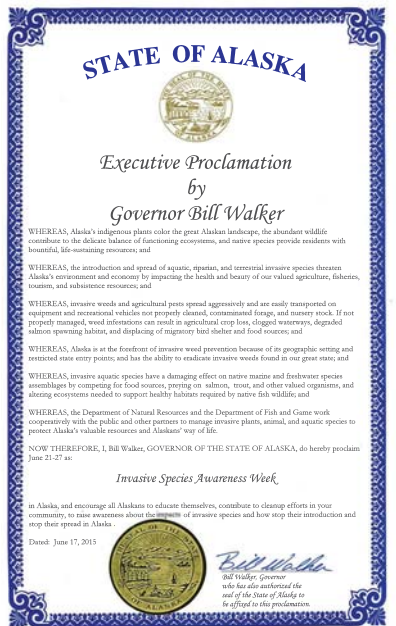 STATE OF ALASKA
Executive Proclamation
by
Governor Bill Walker
WHEREAS, Alaska's indigenous plants color the great Alaskan landscape, the abundant wildlife
contribute to the delicate balance of functioning ecosystems, and native species provide residents with
bountiful, life-sustaining resources; and
WHEREAS, the introduction and spread of aquatic, riparian, and terrestrial invasive species threaten
Alaska's environment and economy by impacting the health and beauty of our valued agriculture, fisheries,
tourism, and subsistence resources; and
WHEREAS, invasive weeds and agricultural pests spread aggressively and are easily transported on
equipment and recreational vehicles not properly cleaned, contaminated forage, and nursery stock. If not
properly managed, weed infestations can result in agricultural crop loss, clogged waterways, degraded
salmon spawning habitat, and displacing of migratory bird shelter and food sources; and
WHEREAS, Alaska is at the forefront of invasive weed prevention because of its geographic setting and
restricted state entry points; and has the ability to eradicate invasive weeds found in our great state; and
WHEREAS, invasive aquatic species have a damaging effect on native marine and freshwater species
assemblages by competing for food sources, preying on salmon, trout, and other valued organisms, and
altering ecosystems needed to support healthy habitats required by native fish wildlife; and
WHEREAS, the Department of Natural Resources and the Department of Fish and Game work
cooperatively with the public and other partners to manage invasive plants, animal, and aquatic species to
protect Alaska's valuable resources and Alaskans' way of life.
NOW THEREFORE, I, Bill Walker, GOVERNOR OF THE STATE OF ALASKA, do hereby proclaim
June 21-27 as:
Invasive Species Awareness Week
in Alaska, and encourage all Alaskans to educate themselves, contribute to cleanup efforts in your
community, to raise awareness about the of invasive species and how stop their introduction and
stop their spread in Alaska .
Dated: June 17, 2015
Bill Walker
Bill Walker, Governor
who has also authorized the
seal of the State of Alaska to
be affixed to this proclamation.